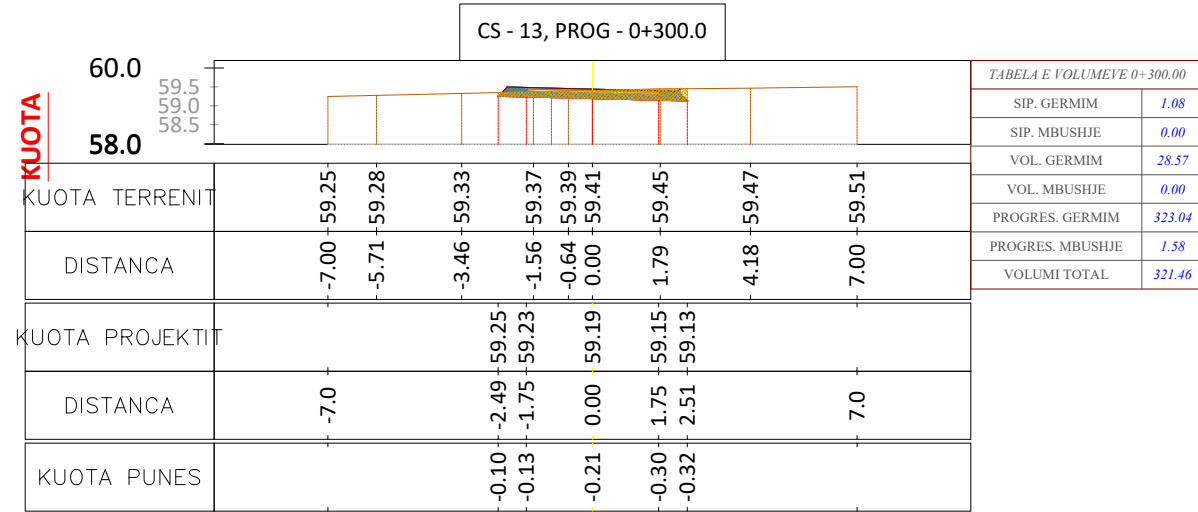 CS - 13, PROG - 0+300.0
KUOTA
60.0
59.5
59.0
58.5
58.0
KUOTA TERRENIT 59.25 59.28 59.33 59.37 59.39 59.41 59.45 59.47 59.51
DISTANCA -7.00 -5.71 -3.46 -1.56 -0.64 0.00 1.79 4.18 7.00
KUOTA PROJEKTIT 59.25 59.23 59.19 59.15 59.13
DISTANCA -7.0 -2.49 -1.75 0.00 1.75 2.51 7.0
KUOTA PUNES -0.10 -0.13 -0.21 -0.30 -0.32
TABELA E VOLUMEVE 0+300.00
SIP. GERMIM 1.08
SIP. MBUSHJE 0.00
VOL. GERMIM 28.57
VOL. MBUSHJE 0.00
PROGRES. GERMIM 323.04
PROGRES. MBUSHJE 1.58
VOLUMI TOTAL 321.46